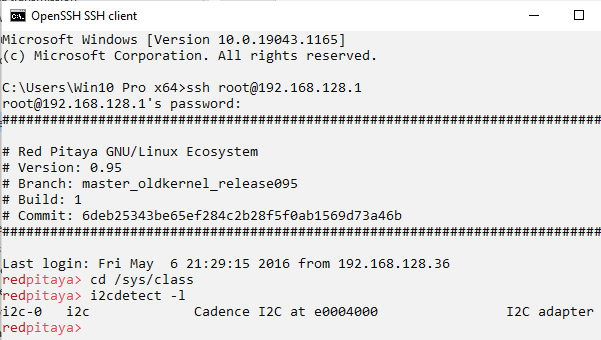 OpenSSH SSH client
Microsoft Windows [Version 10.0.19043.1165]
(c) Microsoft Corporation. All rights reserved.
C:\Users\Win10 Pro x64>ssh root@192.168.128.1
root@192.168.128.1's password:
###########################################################################
# Red Pitaya GNU/Linux Ecosystem
# Version: 0.95
# Branch: master_oldkernel_release095
# Build: 1
# Commit: 6deb25343be65ef284c2b28f5f0ab1569d73a46b
###########################################################################
Last login: Fri May  6 21:29:15 2016 from 192.168.128.36
redpitaya> cd /sys/class
redpitaya> i2cdetect -l
i2c-0   i2c             Cadence I2C at e0004000                 I2C adapter
redpitaya>